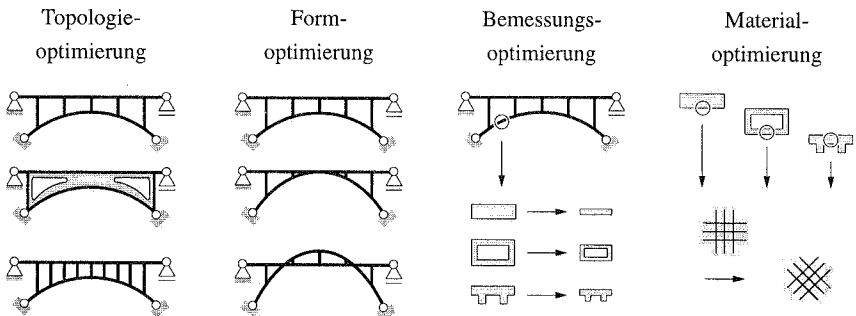 Topologie-
optimierung
Form-
optimierung
Bemessungs-
optimierung
Material-
optimierung